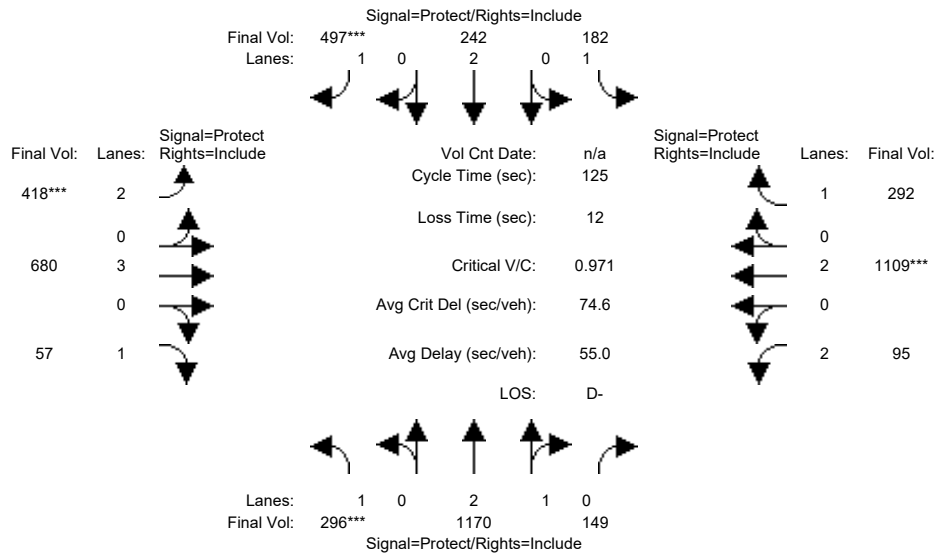 Signal=Protect/Rights=Include
Final Vol: 497*** 242 182
Lanes: 1 0 2 0 1
Signal=Protect
Final Vol: Lanes: Rights=Include
Vol Cnt Date: n/a
Signal=Protect
Rights=Include Lanes: Final Vol:
Cycle Time (sec): 125
418*** 2
1 292
Loss Time (sec): 12
0
0
680 3
Critical V/C: 0.971
2 1109***
0
Avg Crit Del (sec/veh): 74.6
0
57 1
Avg Delay (sec/veh): 55.0
2 95
LOS: D-
Lanes: 1 0 2 1 0
Final Vol: 296*** 1170 149
Signal=Protect/Rights=Include